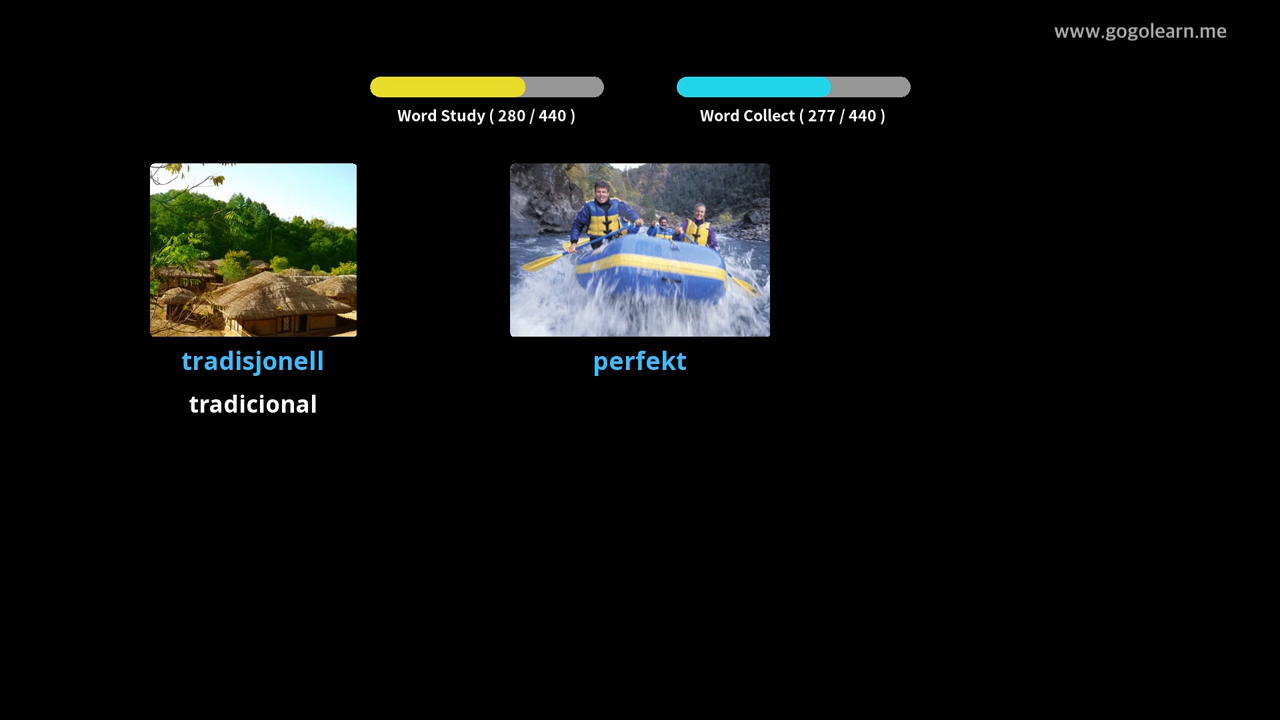 www.gogolearn.me
Word Study ( 280 / 440 )
Word Collect ( 277 / 440 )
tradisjonell
perfekt
tradicional